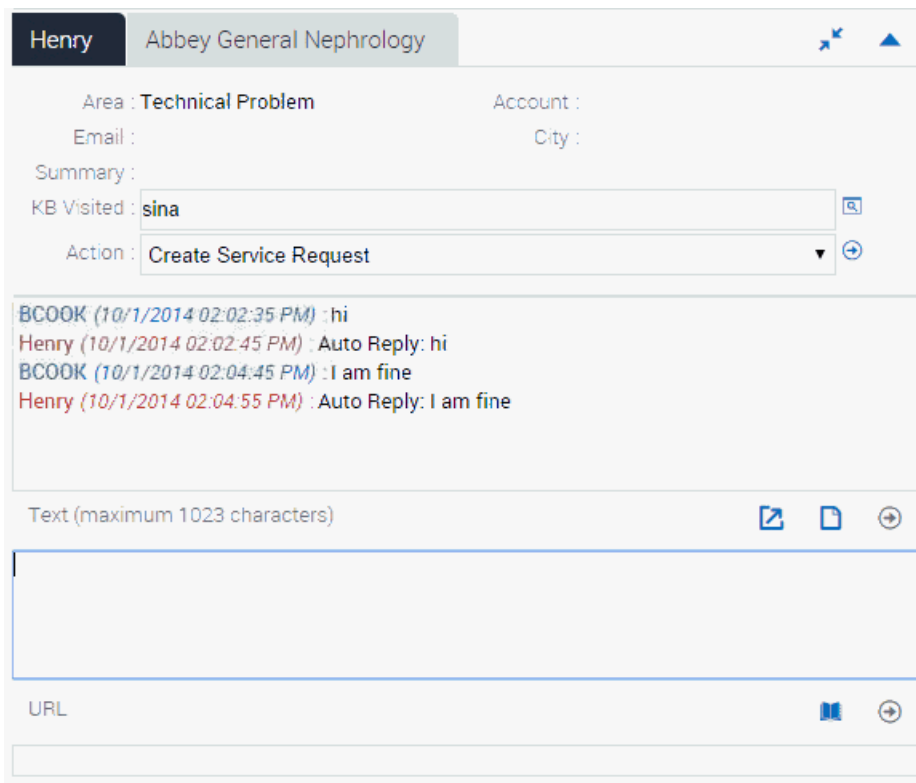 Henry Abbey General Nephrology
Area : Technical Problem Account :
Email : City :
Summary :
KB Visited : sina
Action : Create Service Request
BCOOK (10/1/2014 02:02:35 PM) : hi
Henry (10/1/2014 02:02:45 PM) : Auto Reply: hi
BCOOK (10/1/2014 02:04:45 PM) : I am fine
Henry (10/1/2014 02:04:55 PM) : Auto Reply: I am fine
Text (maximum 1023 characters)
URL